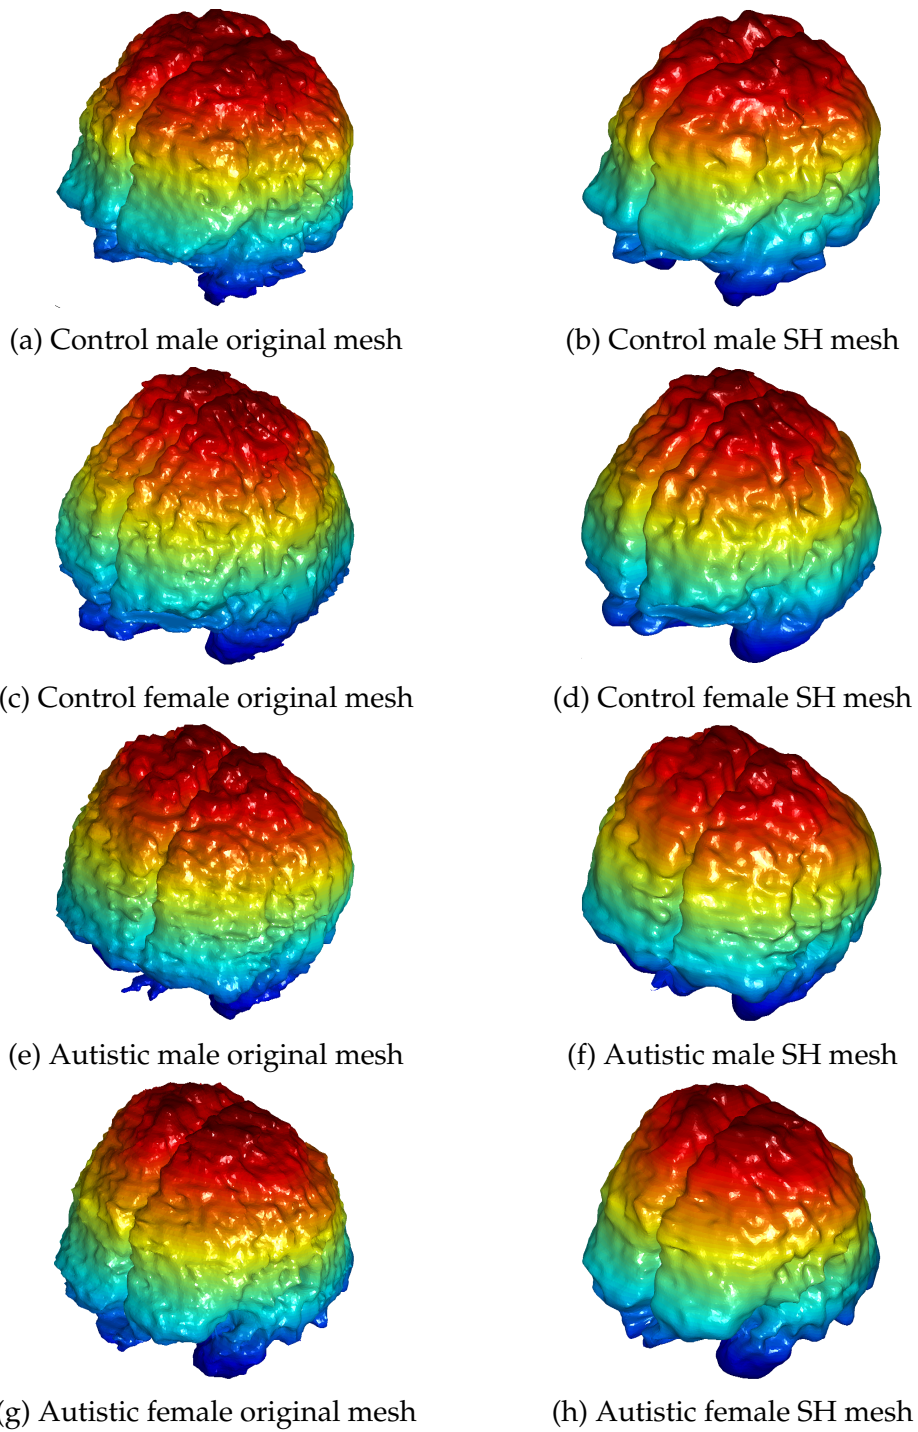 (a) Control male original mesh
(b) Control male SH mesh
(c) Control female original mesh
(d) Control female SH mesh
(e) Autistic male original mesh
(f) Autistic male SH mesh
(g) Autistic female original mesh
(h) Autistic female SH mesh